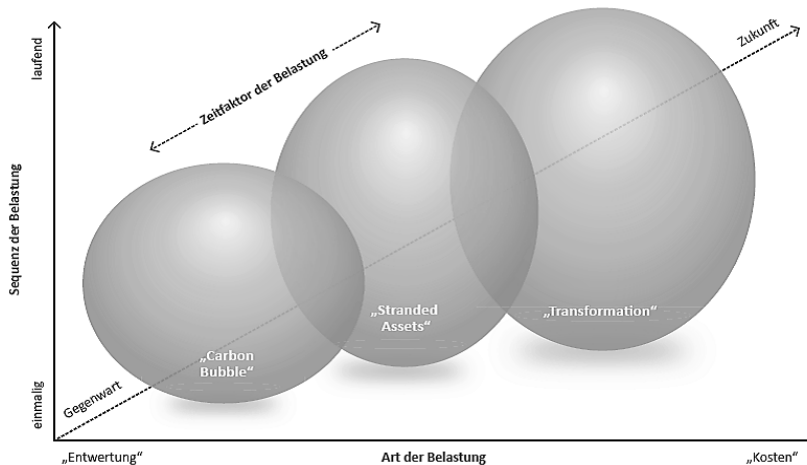 Zukunft
laufend
Zeitfaktor der Belastung
Sequenz der Belastung
„Stranded
Assets“
„Transformation“
„Carbon
Bubble“
Gegenwart
einmalig
„Entwertung“
Art der Belastung
„Kosten“